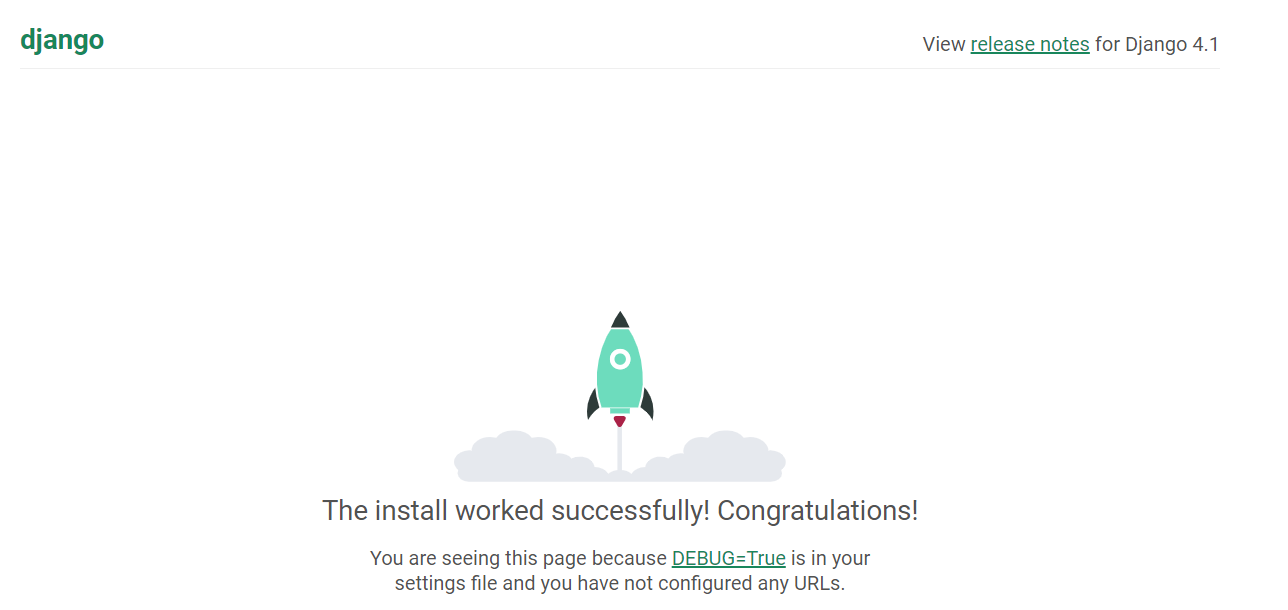 django
View release notes for Django 4.1
The install worked successfully! Congratulations!
You are seeing this page because DEBUG=True is in your
settings file and you have not configured any URLs.